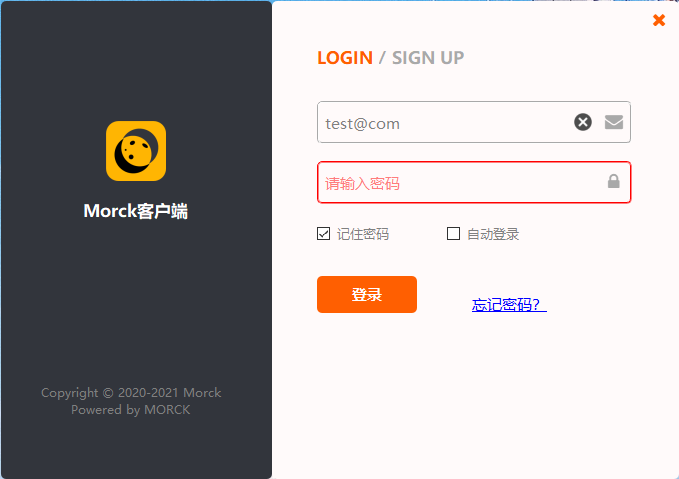 LOGIN / SIGN UP
test@com
请输入密码
记住密码 自动登录
登录 忘记密码？
Morck客户端
Copyright © 2020-2021 Morck
Powered by MORCK